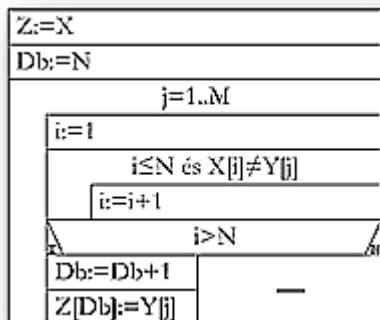 Z:=X
Db:=N
j=1..M
i:=1
i≤N és X[i]≠Y[j]
i:=i+1
i>N
Db:=Db+1
Z[Db]:=Y[j]